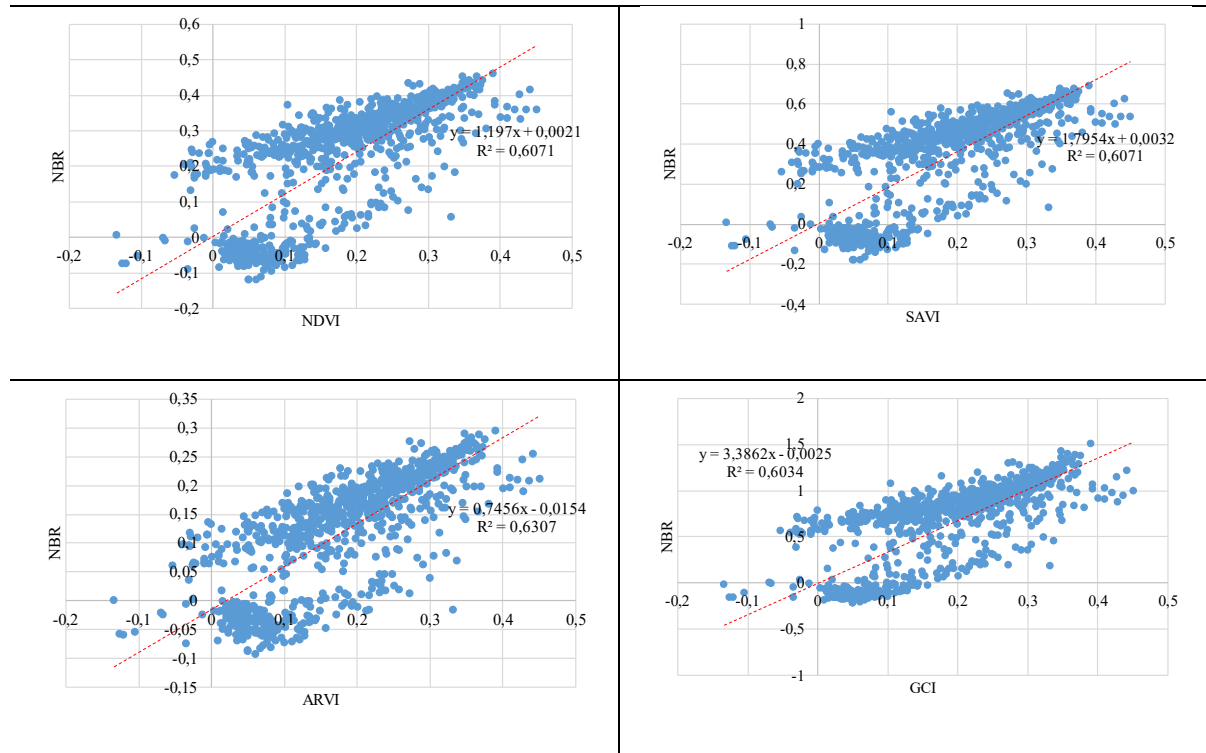 0,6
0,5
0,4
0,3
0,2
0,1
0
-0,1
-0,2
-0,2 -0,1 0 0,1 0,2 0,3 0,4 0,5
y = 1,197x + 0,0021
R² = 0,6071
NBR
NDVI
1
0,8
0,6
0,4
0,2
0
-0,2
-0,4
-0,2 -0,1 0 0,1 0,2 0,3 0,4 0,5
y = 1,7954x + 0,0032
R² = 0,6071
NBR
SAVI
0,35
0,3
0,25
0,2
0,15
0,1
0,05
0
-0,05
-0,1
-0,15
-0,2 -0,1 0 0,1 0,2 0,3 0,4 0,5
y = 0,7456x - 0,0154
R² = 0,6307
NBR
ARVI
2
1,5
1
0,5
0
-0,5
-1
-0,2 -0,1 0 0,1 0,2 0,3 0,4 0,5
y = 3,3862x - 0,0025
R² = 0,6034
NBR
GCI